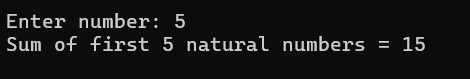 Enter number: 5
Sum of first 5 natural numbers = 15